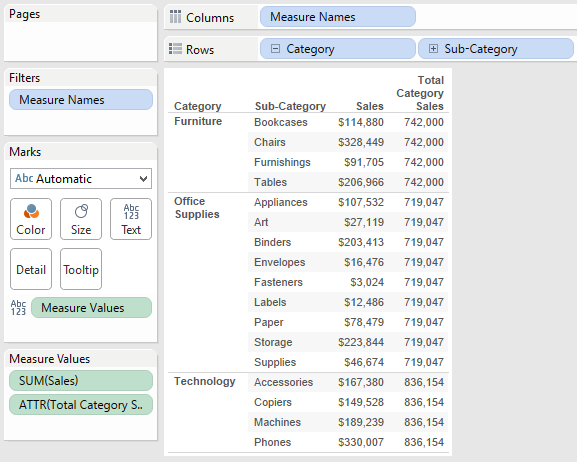 Pages
Columns Measure Names
Rows Category Sub-Category
Filters
Measure Names
Marks
Abc Automatic
Color Size Abc 123 Text
Detail Tooltip
Abc 123 Measure Values
Measure Values
SUM(Sales)
ATTR(Total Category S..
Total
Category
Category Sub-Category Sales Sales
Furniture Bookcases $114,880 742,000
Chairs $328,449 742,000
Furnishings $91,705 742,000
Tables $206,966 742,000
Office Supplies Appliances $107,532 719,047
Art $27,119 719,047
Binders $203,413 719,047
Envelopes $16,476 719,047
Fasteners $3,024 719,047
Labels $12,486 719,047
Paper $78,479 719,047
Storage $223,844 719,047
Supplies $46,674 719,047
Technology Accessories $167,380 836,154
Copiers $149,528 836,154
Machines $189,239 836,154
Phones $330,007 836,154